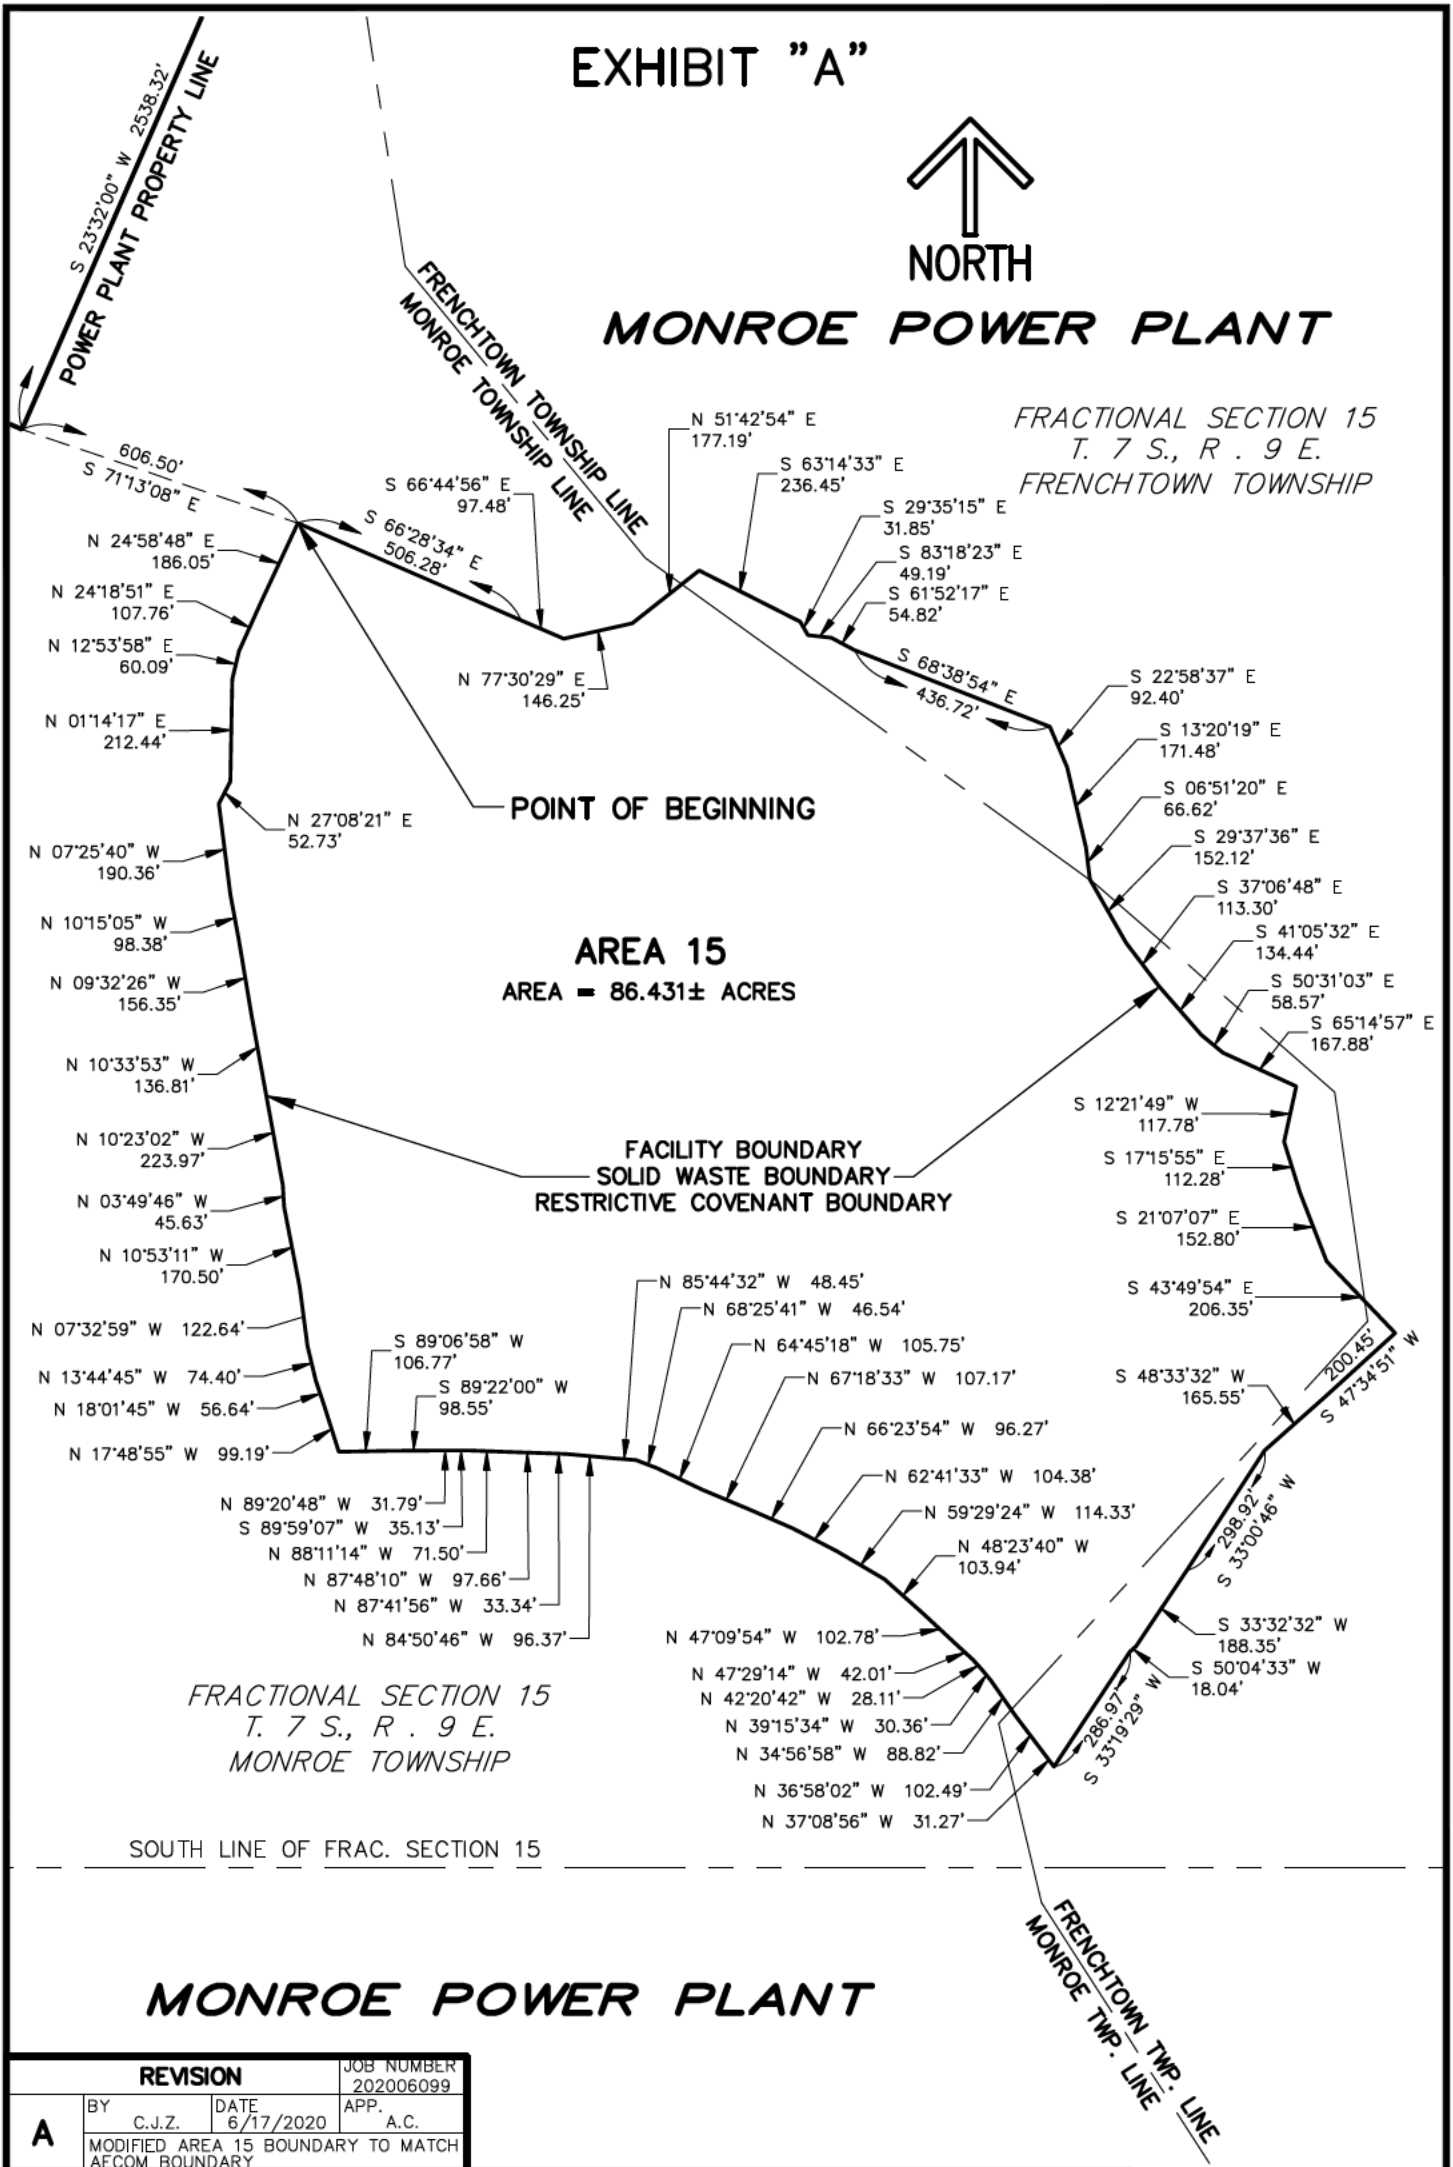 EXHIBIT "A"
S 23°32'00" W 2538.32'
POWER PLANT PROPERTY LINE
NORTH
MONROE POWER PLANT
FRENCHTOWN TOWNSHIP LINE
MONROE TOWNSHIP LINE
FRACTIONAL SECTION 15
T. 7 S., R . 9 E.
FRENCHTOWN TOWNSHIP
606.50'
S 71°13'08" E
S 66°28'34" E
506.28'
S 66°44'56" E
97.48'
N 77°30'29" E
146.25'
N 51°42'54" E
177.19'
S 63°14'33" E
236.45'
S 29°35'15" E
31.85'
S 83°18'23" E
49.19'
S 61°52'17" E
54.82'
S 68°38'54" E
436.72'
S 22°58'37" E
92.40'
S 13°20'19" E
171.48'
S 06°51'20" E
66.62'
S 29°37'36" E
152.12'
S 37°06'48" E
113.30'
S 41°05'32" E
134.44'
S 50°31'03" E
58.57'
S 65°14'57" E
167.88'
S 12°21'49" W
117.78'
S 17°15'55" E
112.28'
S 21°07'07" E
152.80'
S 43°49'54" E
206.35'
200.45'
S 47°34'51" W
S 48°33'32" W
165.55'
298.92'
S 33°00'46" W
S 33°32'32" W
188.35'
S 50°04'33" W
18.04'
286.97'
S 33°19'29" W
N 24°58'48" E
186.05'
N 24°18'51" E
107.76'
N 12°53'58" E
60.09'
N 01°14'17" E
212.44'
N 27°08'21" E
52.73'
N 07°25'40" W
190.36'
N 10°15'05" W
98.38'
N 09°32'26" W
156.35'
N 10°33'53" W
136.81'
N 10°23'02" W
223.97'
N 03°49'46" W
45.63'
N 10°53'11" W
170.50'
N 07°32'59" W 122.64'
N 13°44'45" W 74.40'
N 18°01'45" W 56.64'
N 17°48'55" W 99.19'
POINT OF BEGINNING
AREA 15
AREA = 86.431± ACRES
FACILITY BOUNDARY
SOLID WASTE BOUNDARY
RESTRICTIVE COVENANT BOUNDARY
S 89°06'58" W
106.77'
S 89°22'00" W
98.55'
N 85°44'32" W 48.45'
N 68°25'41" W 46.54'
N 64°45'18" W 105.75'
N 67°18'33" W 107.17'
N 66°23'54" W 96.27'
N 62°41'33" W 104.38'
N 59°29'24" W 114.33'
N 48°23'40" W
103.94'
N 89°20'48" W 31.79'
S 89°59'07" W 35.13'
N 88°11'14" W 71.50'
N 87°48'10" W 97.66'
N 87°41'56" W 33.34'
N 84°50'46" W 96.37'
N 47°09'54" W 102.78'
N 47°29'14" W 42.01'
N 42°20'42" W 28.11'
N 39°15'34" W 30.36'
N 34°56'58" W 88.82'
N 36°58'02" W 102.49'
N 37°08'56" W 31.27'
FRACTIONAL SECTION 15
T. 7 S., R . 9 E.
MONROE TOWNSHIP
SOUTH LINE OF FRAC. SECTION 15
FRENCHTOWN TWP. LINE
MONROE TWP. LINE
MONROE POWER PLANT
REVISION
JOB NUMBER
202006099
A
BY
C.J.Z.
DATE
6/17/2020
APP.
A.C.
MODIFIED AREA 15 BOUNDARY TO MATCH
AECOM BOUNDARY